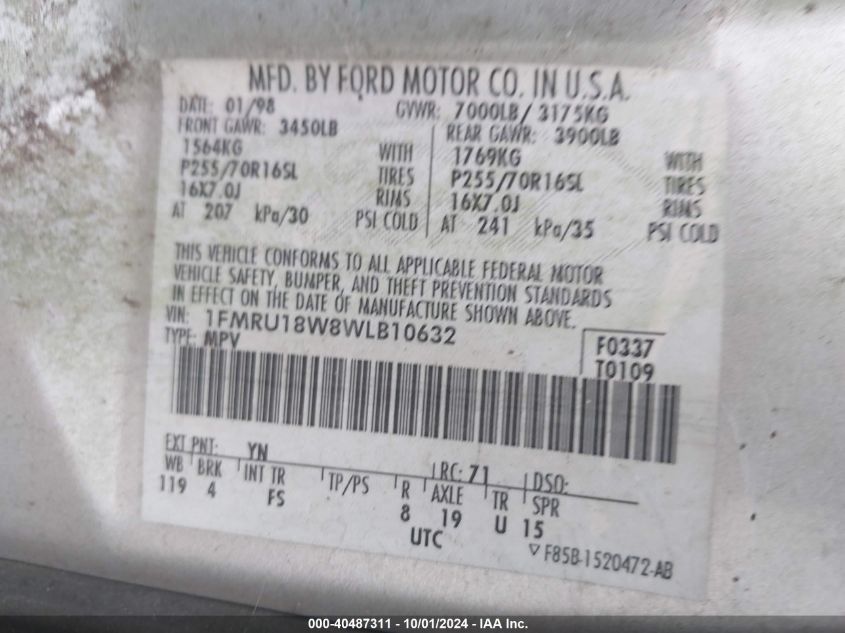 MFD. BY FORD MOTOR CO. IN U.S.A.
DATE: 01/98 GVWR: 7000LB/ 3175KG
FRONT GAWR: 3450LB REAR GAWR: 3900LB
1564KG WITH 1769KG WITH
P255/70R16SL TIRES P255/70R16SL TIRES
16X7.0J RIMS 16X7.0J RIMS
AT 207 kPa/30 PSI COLD AT 241 kPa/35 PSI COLD
THIS VEHICLE CONFORMS TO ALL APPLICABLE FEDERAL MOTOR
VEHICLE SAFETY, BUMPER, AND THEFT PREVENTION STANDARDS
IN EFFECT ON THE DATE OF MANUFACTURE SHOWN ABOVE.
VIN: 1FMRU18W8WLB10632
TYPE: MPV
F0337
T0109
EXT PNT: YN RC: 71 DSO:
WB BRK INT TR TP/PS R AXLE TR SPR
119 4 FS 8 19 U 15
UTC
▽ F85B-1520472-AB
000-40487311 - 10/01/2024 - IAA Inc.